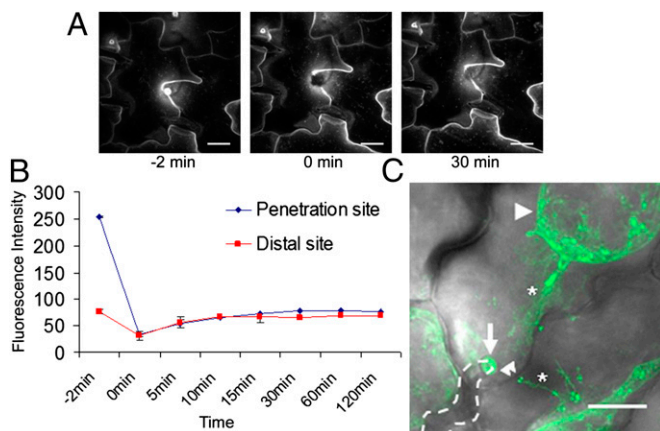 A
-2 min 0 min 30 min
B
300
250
200
150
100
50
0
Fluorescence Intensity
Penetration site
Distal site
-2min 0min 5min 10min 15min 30min 60min 120min
Time
C
*
*